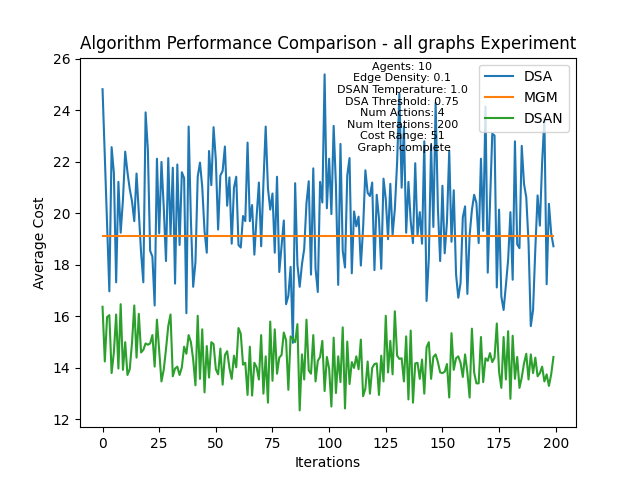 Algorithm Performance Comparison - all graphs Experiment
Agents: 10
Edge Density: 0.1
DSAN Temperature: 1.0
DSA Threshold: 0.75
Num Actions: 4
Num Iterations: 200
Cost Range: 51
Graph: complete
DSA
MGM
DSAN
Average Cost
26
24
22
20
18
16
14
12
0
25
50
75
100
125
150
175
200
Iterations